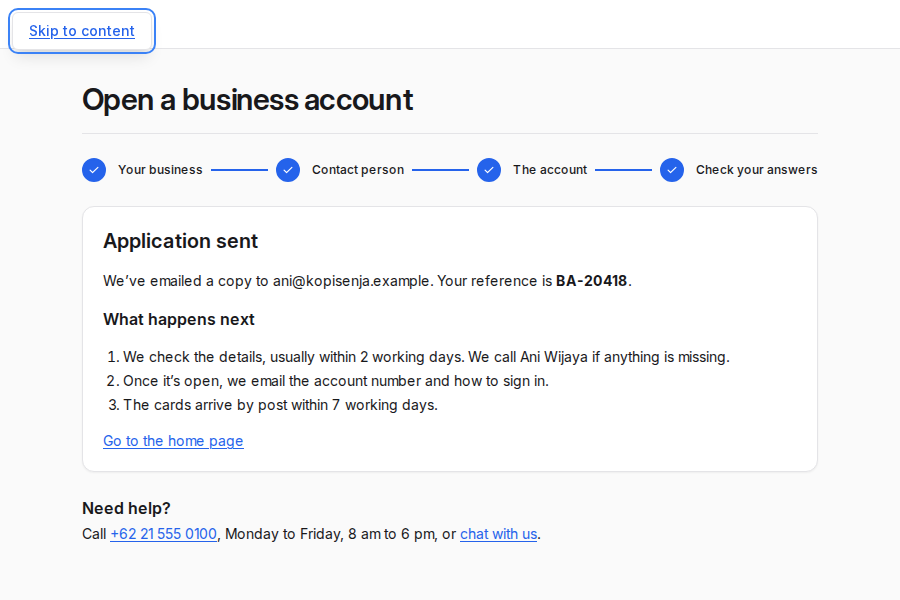 Skip to content
Open a business account
Your business
Contact person
The account
Check your answers
Application sent
We've emailed a copy to ani@kopisenja.example. Your reference is BA-20418.
What happens next
1. We check the details, usually within 2 working days. We call Ani Wijaya if anything is missing.
2. Once it's open, we email the account number and how to sign in.
3. The cards arrive by post within 7 working days.
Go to the home page
Need help?
Call +62 21 555 0100, Monday to Friday, 8 am to 6 pm, or chat with us.